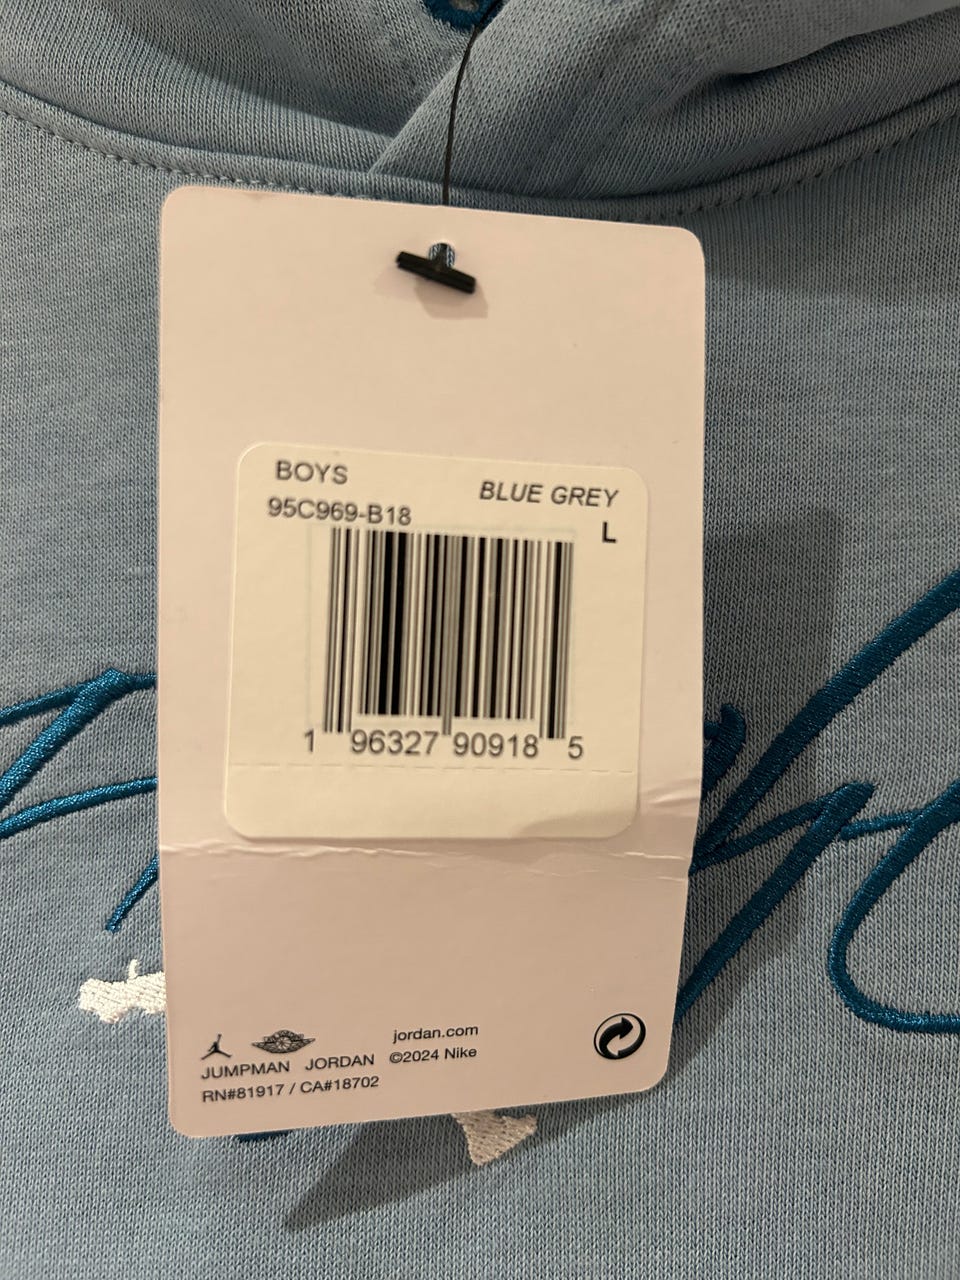 BOYS
BLUE GREY
95C969-B18
L
1 96327 90918 5
jordan.com
JUMPMAN JORDAN ©2024 Nike
RN#81917 / CA#18702